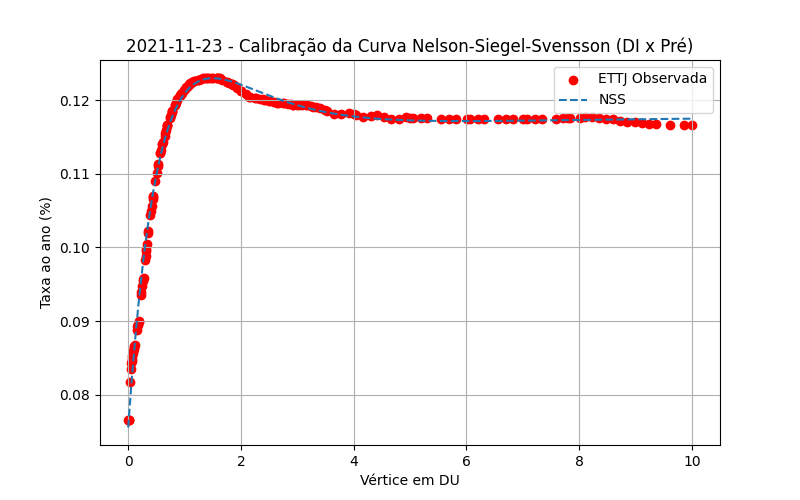 2021-11-23 - Calibração da Curva Nelson-Siegel-Svensson (DI x Pré)
ETTJ Observada
NSS
Taxa ao ano (%)
0.12
0.11
0.10
0.09
0.08
0 2 4 6 8 10
Vértice em DU